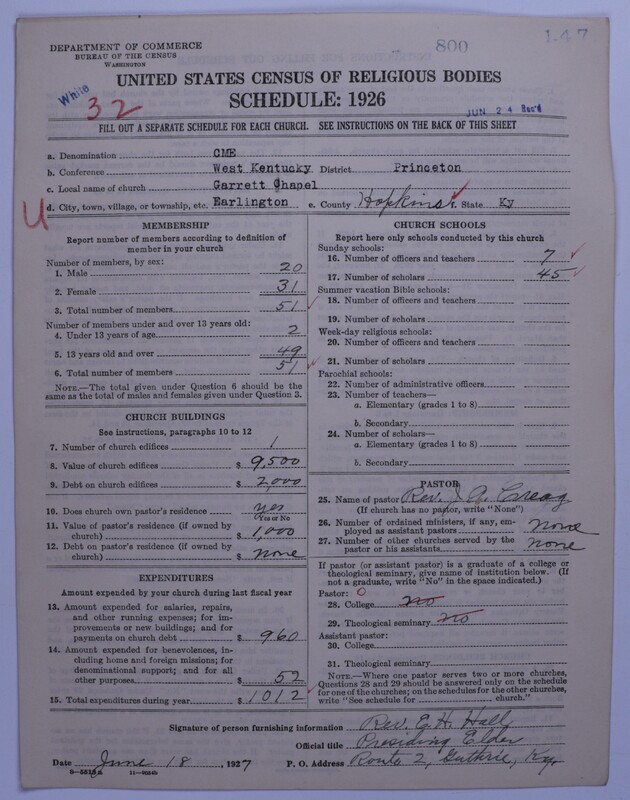 DEPARTMENT OF COMMERCE
BUREAU OF THE CENSUS
WASHINGTON
800
147
UNITED STATES CENSUS OF RELIGIOUS BODIES
SCHEDULE: 1926
White
32
JUN 24 Rec'd
FILL OUT A SEPARATE SCHEDULE FOR EACH CHURCH. SEE INSTRUCTIONS ON THE BACK OF THIS SHEET
a. Denomination CME
b. Conference West Kentucky District Princeton
c. Local name of church Garrett Chapel
U d. City, town, village, or township, etc. Earlington e. County Hopkins f. State Ky
MEMBERSHIP
Report number of members according to definition of
member in your church
Number of members, by sex:
1. Male 20
2. Female 31
3. Total number of members 51
Number of members under and over 13 years old:
4. Under 13 years of age 2
5. 13 years old and over 49
6. Total number of members 51
NOTE.—The total given under Question 6 should be
same as the total of males and females given under Question 3.
CHURCH BUILDINGS
See instructions, paragraphs 10 to 12
7. Number of church edifices 1
8. Value of church edifices $ 9,500
9. Debt on church edifices $ 2,000
10. Does church own pastor's residence yes
Yes or No
11. Value of pastor's residence (if owned by
church) $ 1,000
12. Debt on pastor's residence (if owned by
church) $ None
EXPENDITURES
Amount expended by your church during last fiscal year
13. Amount expended for salaries, repairs,
and other running expenses; for im-
provements or new buildings; and for
payments on church debt $ 960
14. Amount expended for benevolences, in-
cluding home and foreign missions; for
denominational support; and for all
other purposes $ 52
15. Total expenditures during year $ 1012
CHURCH SCHOOLS
Report here only schools conducted by this church
Sunday schools:
16. Number of officers and teachers 7
17. Number of scholars 45
Summer vacation Bible schools:
18. Number of officers and teachers
19. Number of scholars
Week-day religious schools:
20. Number of officers and teachers
21. Number of scholars
Parochial schools:
22. Number of administrative officers
23. Number of teachers—
a. Elementary (grades 1 to 8)
b. Secondary
24. Number of scholars—
a. Elementary (grades 1 to 8)
b. Secondary
PASTOR
25. Name of pastor Rev. J A. Creag
(If church has no pastor, write "None")
26. Number of ordained ministers, if any, em-
ployed as assistant pastors None
27. Number of other churches served by the
pastor or his assistants None
If pastor (or assistant pastor) is a graduate of a college or
theological seminary, give name of institution below. (If
not a graduate, write "No" in the space indicated.)
Pastor: O
28. College no
29. Theological seminary no
Assistant pastor:
30. College
31. Theological seminary
NOTE.—Where one pastor serves two or more churches,
Questions 28 and 29 should be answered only on the schedule
for one of the churches; on the schedules for the other churches,
write "See schedule for church."
Signature of person furnishing information Rev. E. H. Hall
Official title Presiding Elder
Date June 18, 1927 P. O. Address Route 2, Guthrie, Ky.